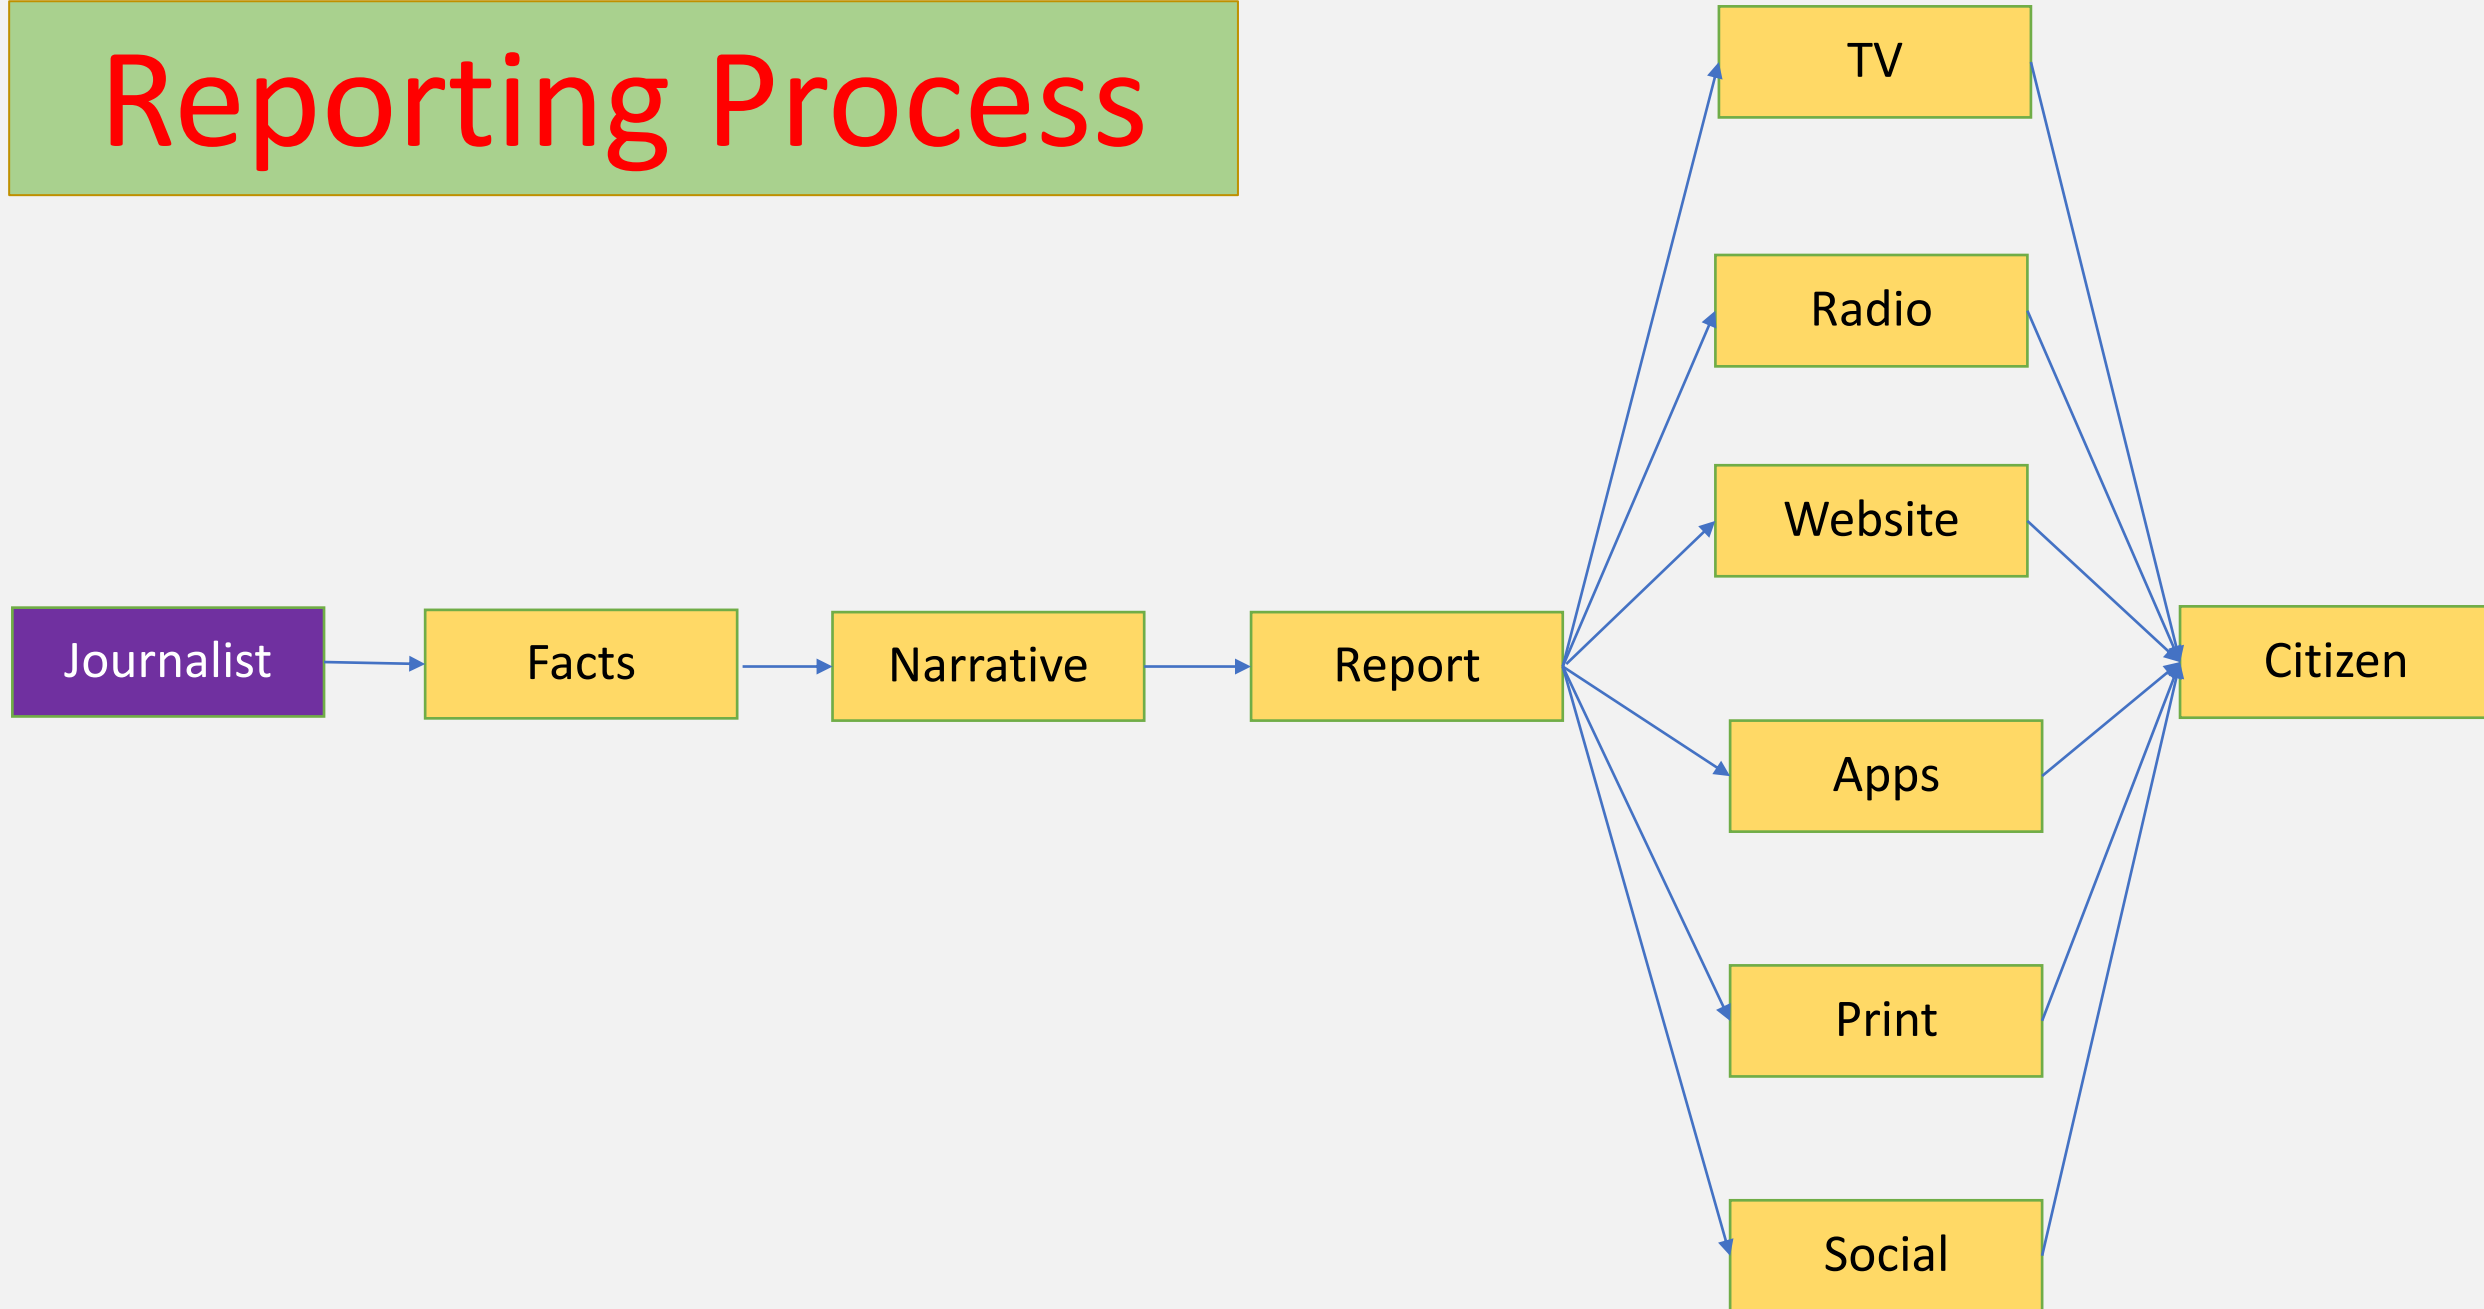 Reporting Process
TV
Radio
Website
Journalist
Facts
Narrative
Report
Citizen
Apps
Print
Social